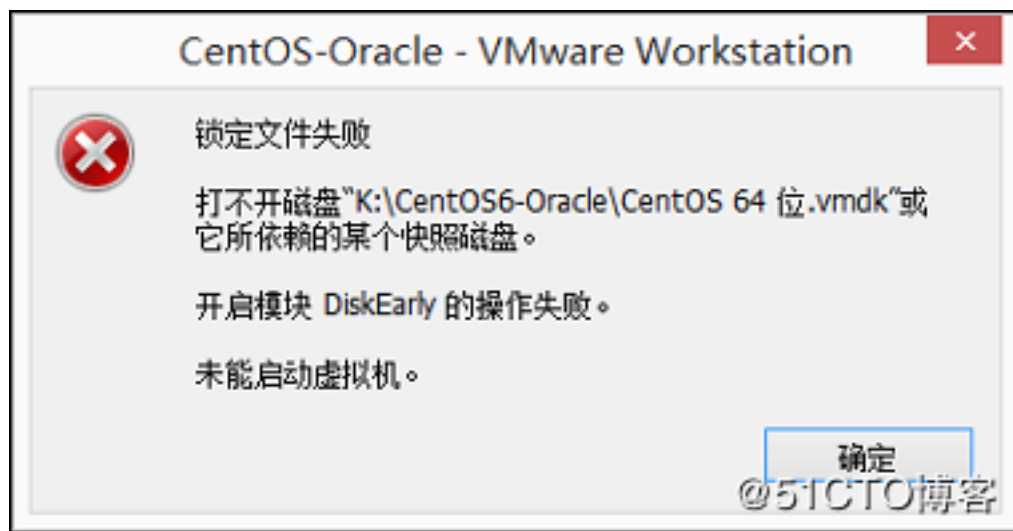 CentOS-Oracle - VMware Workstation
锁定文件失败
打不开磁盘“K:\CentOS6-Oracle\CentOS 64 位.vmdk”或
它所依赖的某个快照磁盘。
开启模块 DiskEarly 的操作失败。
未能启动虚拟机。
确定
@51CTO博客